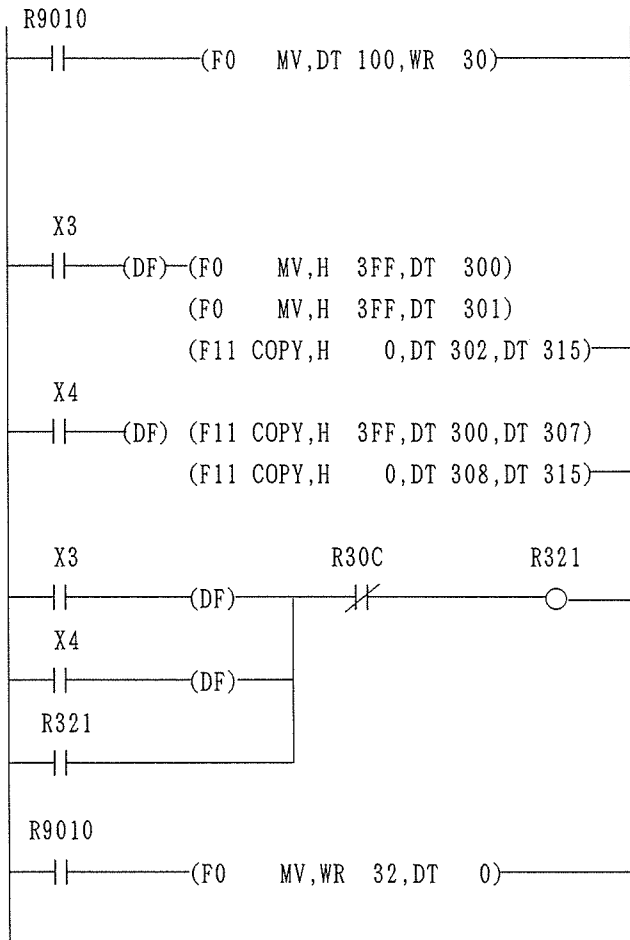 R9010
(F0 MV,DT 100,WR 30)
X3
(DF) (F0 MV,H 3FF,DT 300)
(F0 MV,H 3FF,DT 301)
(F11 COPY,H 0,DT 302,DT 315)
X4
(DF) (F11 COPY,H 3FF,DT 300,DT 307)
(F11 COPY,H 0,DT 308,DT 315)
X3 R30C R321
(DF)
X4
(DF)
R321
R9010
(F0 MV,WR 32,DT 0)